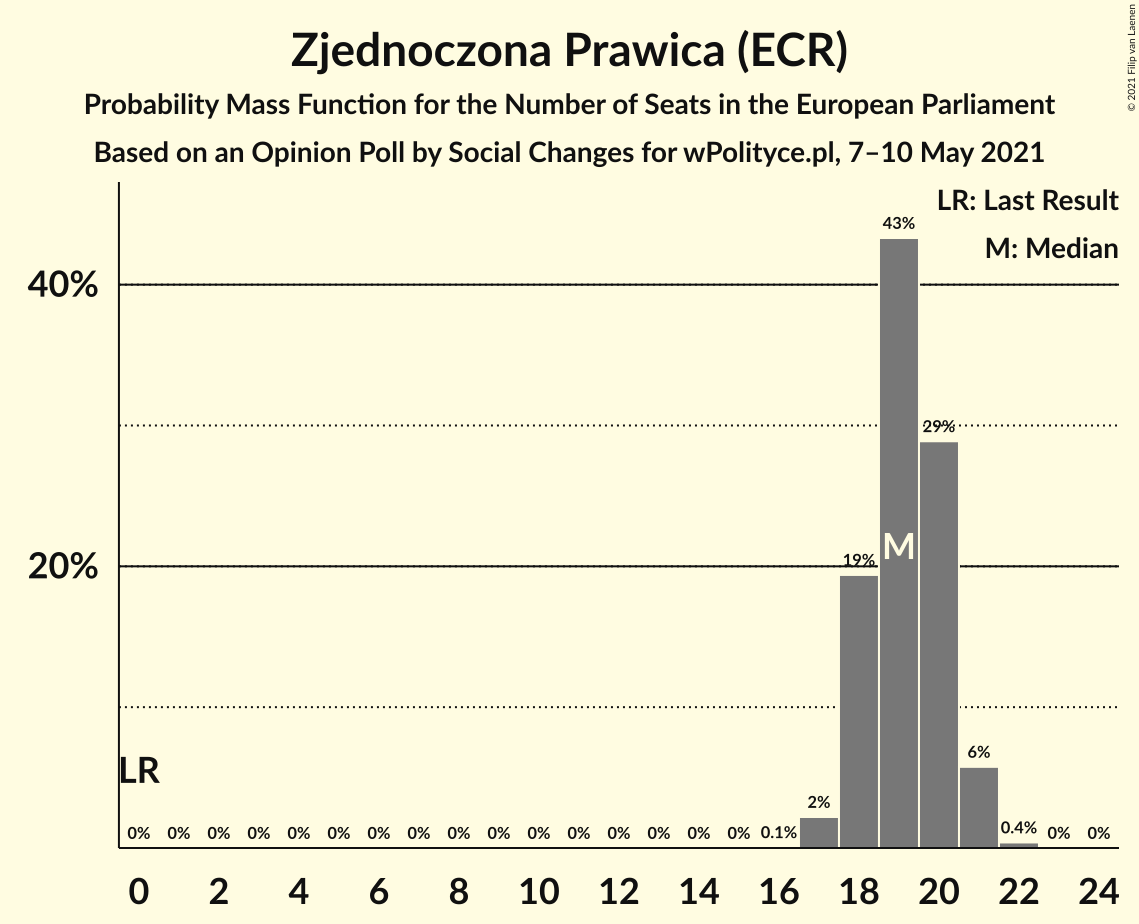 Zjednoczona Prawica (ECR)
Probability Mass Function for the Number of Seats in the European Parliament
Based on an Opinion Poll by Social Changes for wPolityce.pl, 7–10 May 2021
© 2021 Filip van Laenen
LR: Last Result
M: Median
43%
40%
29%
M
19%
20%
LR
6%
2%
0% 0% 0% 0% 0% 0% 0% 0% 0% 0% 0% 0% 0% 0% 0% 0% 0.1% 0.4% 0% 0%
0 2 4 6 8 10 12 14 16 18 20 22 24